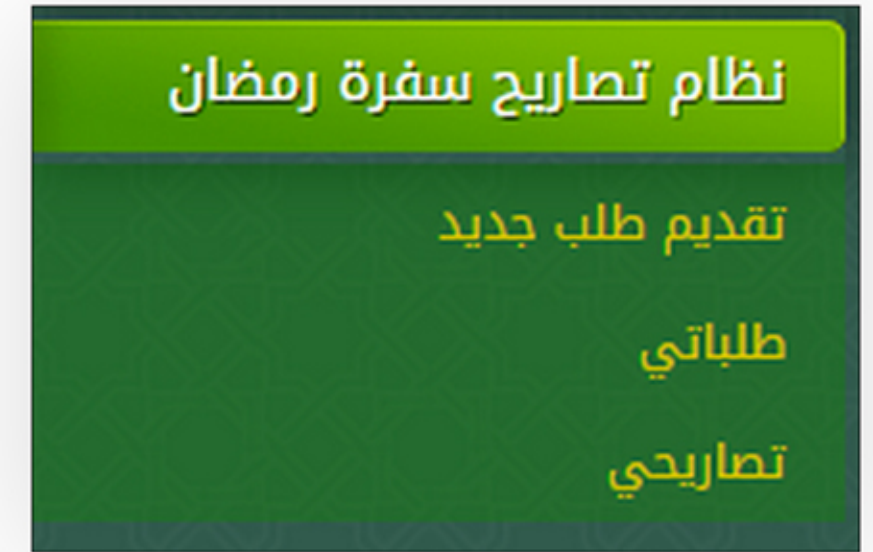 نظام تصاريح سفرة رمضان
تقديم طلب جديد
طلباتي
تصاريحي